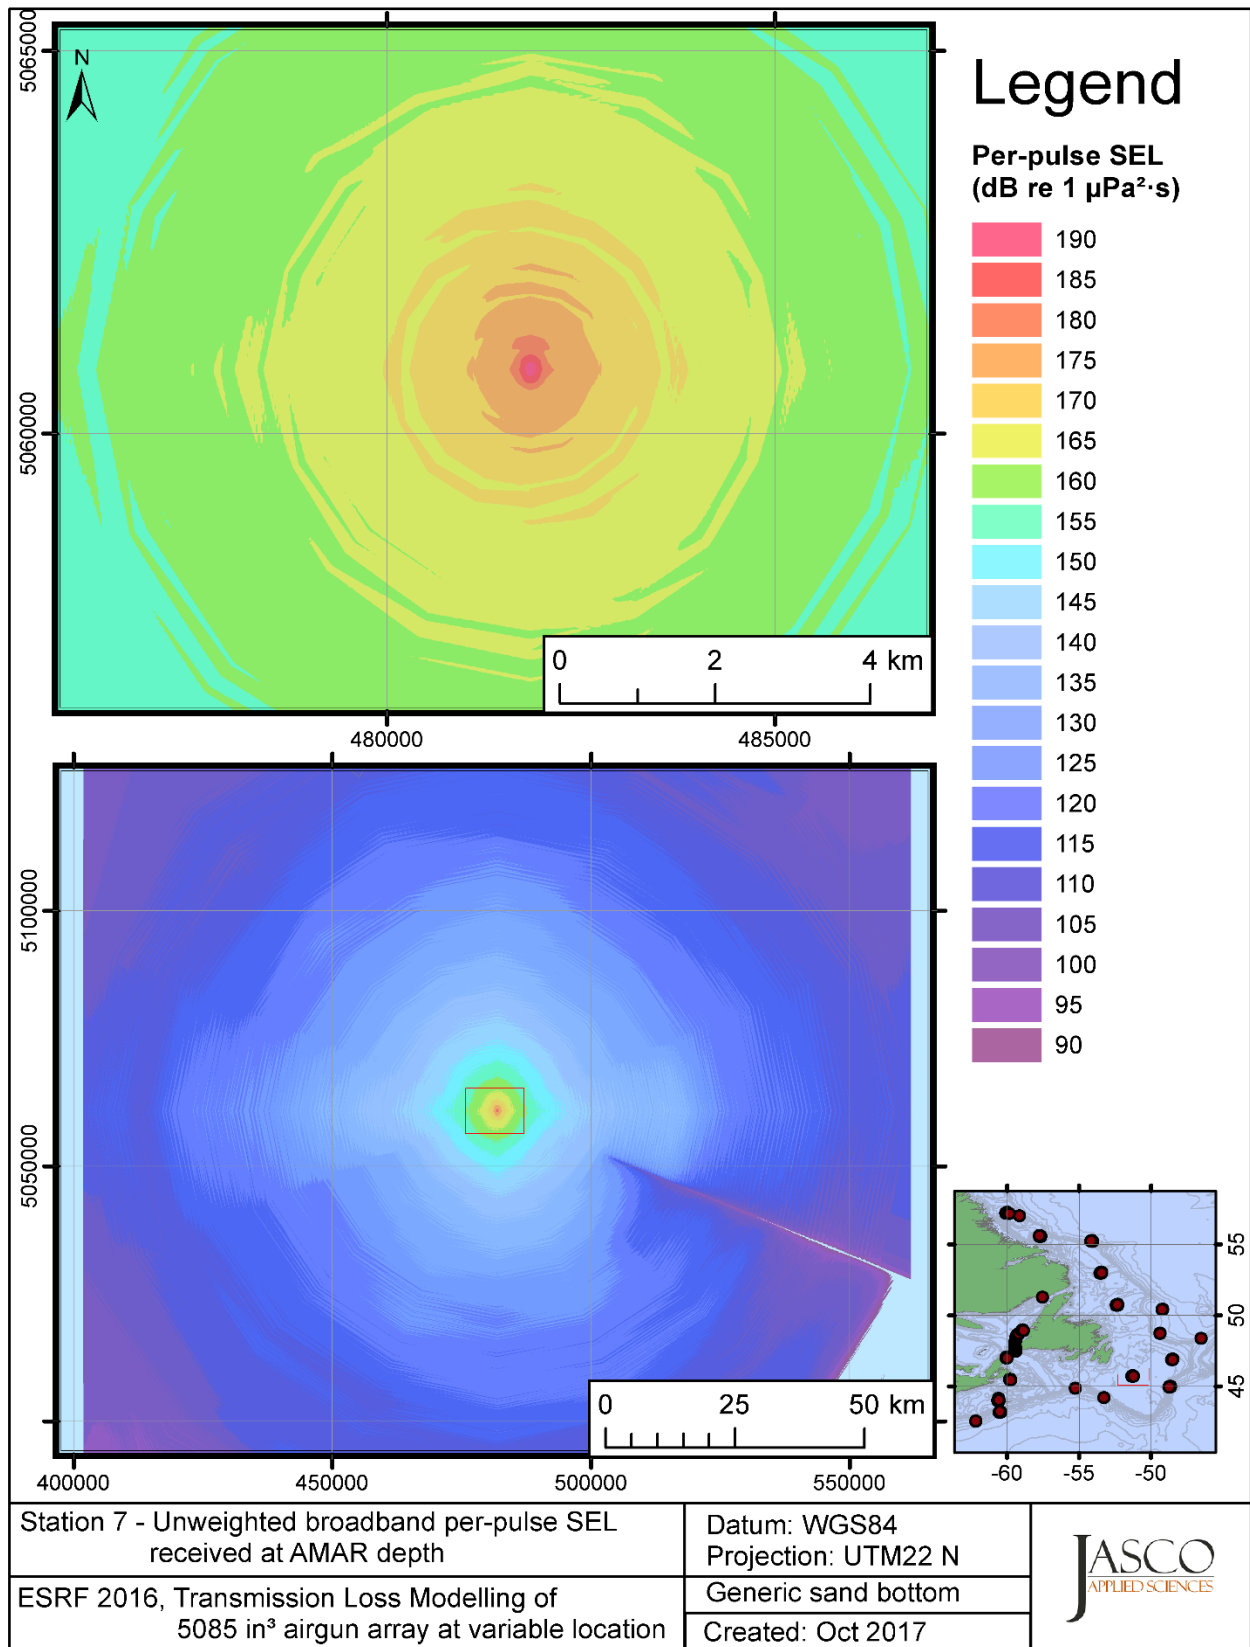 N
5065000
5060000
0 2 4 km
480000 485000
5100000
5050000
0 25 50 km
400000 450000 500000 550000
Legend
Per-pulse SEL
(dB re 1 µPa²·s)
190
185
180
175
170
165
160
155
150
145
140
135
130
125
120
115
110
105
100
95
90
55
50
45
-60 -55 -50
Station 7 - Unweighted broadband per-pulse SEL
received at AMAR depth
ESRF 2016, Transmission Loss Modelling of
5085 in³ airgun array at variable location
Datum: WGS84
Projection: UTM22 N
Generic sand bottom
Created: Oct 2017
JASCO
APPLIED SCIENCES